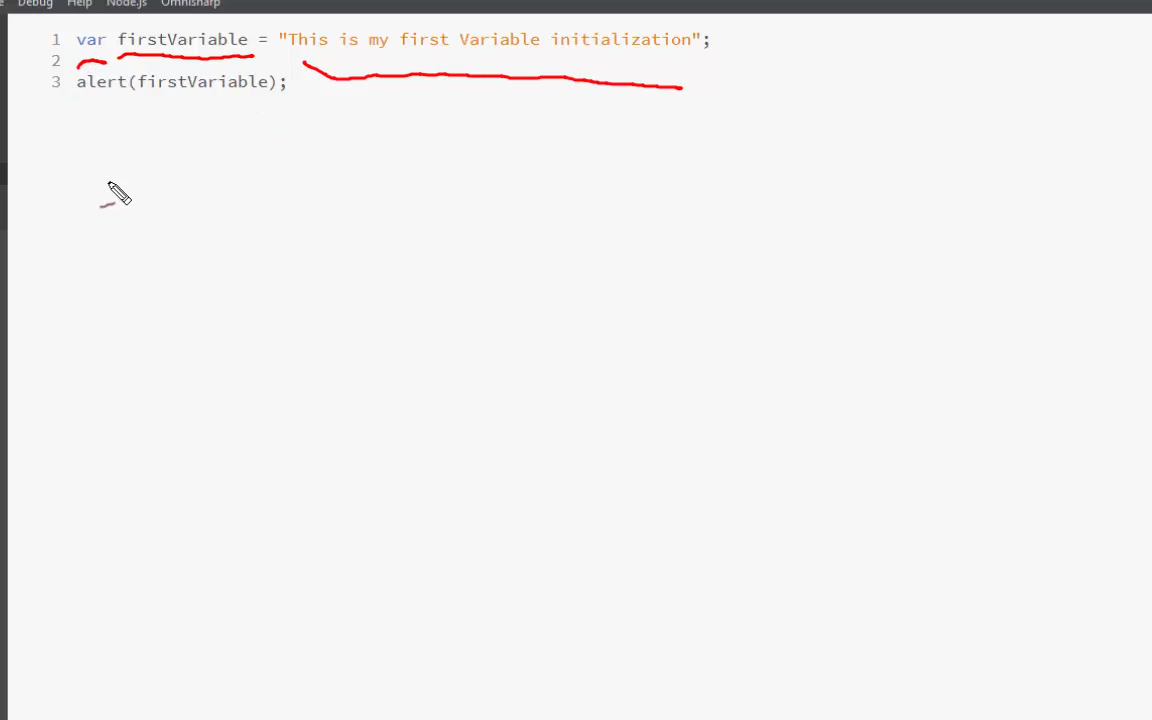 Debug Help Node.js Omnisharp
1 var firstVariable = "This is my first Variable initialization";
2
3 alert(firstVariable);